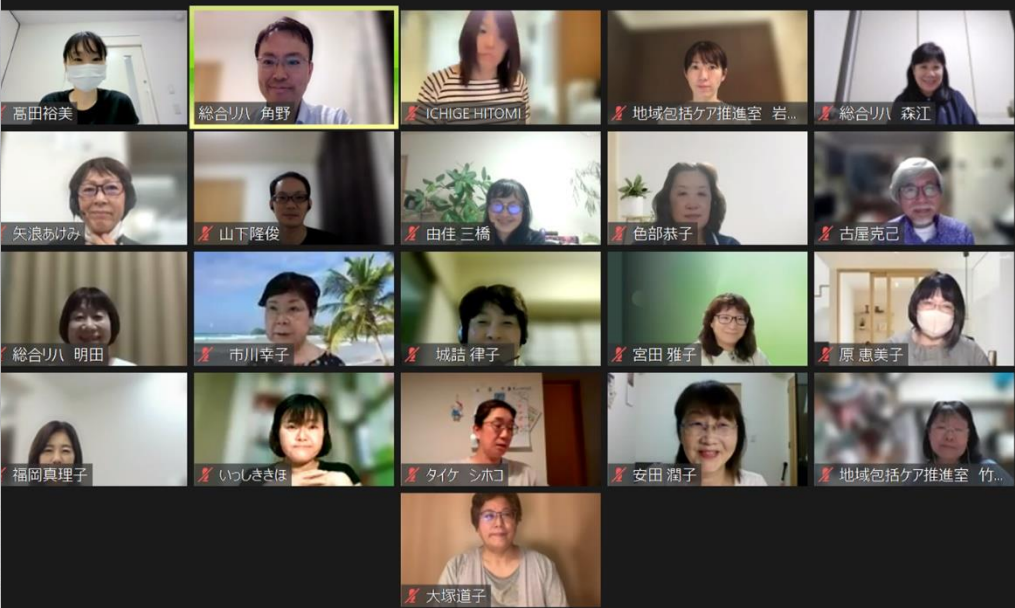 髙田裕美
総合リハ 角野
ICHIGE HITOMI
地域包括ケア推進室 岩...
総合リハ 森江
矢浪あけみ
山下隆俊
由佳 三橋
色部恭子
古屋克己
総合リハ 明田
市川幸子
城詰 律子
宮田 雅子
原 恵美子
福岡真理子
いっしききほ
タイケ シホコ
安田 潤子
地域包括ケア推進室 竹...
大塚道子